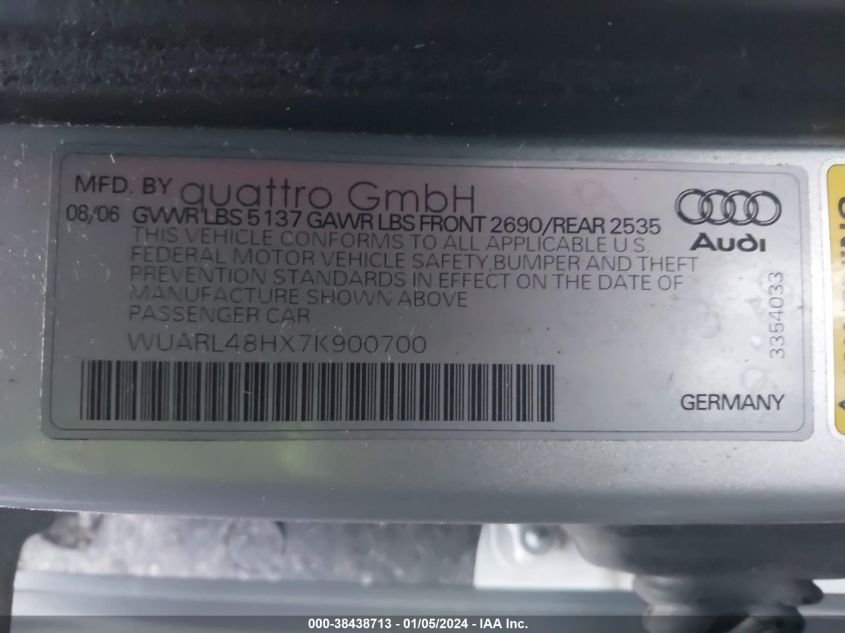 MFD. BY quattro GmbH
08/06 GVWR LBS 5137 GAWR LBS FRONT 2690/REAR 2535
THIS VEHICLE CONFORMS TO ALL APPLICABLE U.S.
FEDERAL MOTOR VEHICLE SAFETY, BUMPER AND THEFT
PREVENTION STANDARDS IN EFFECT ON THE DATE OF
MANUFACTURE SHOWN ABOVE
PASSENGER CAR
WUARL48HX7K900700
Audi
3354033
GERMANY
000-38438713 - 01/05/2024 - IAA Inc.